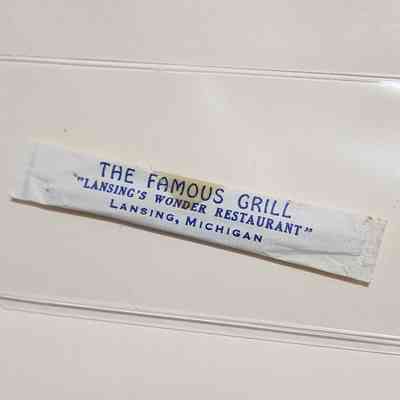 THE FAMOUS GRILL
"LANSING'S WONDER RESTAURANT"
LANSING, MICHIGAN